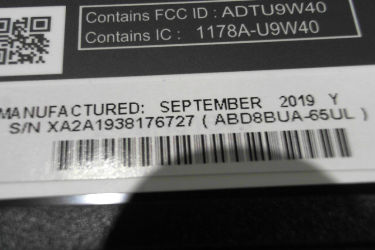 Contains FCC ID : ADTU9W40
Contains IC : 1178A-U9W40
MANUFACTURED: SEPTEMBER 2019 Y
S/N XA2A1938176727 ( ABD8BUA-65UL )